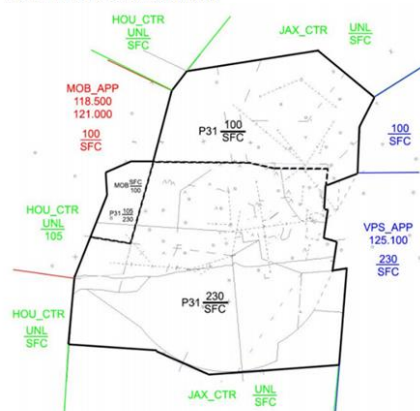 HOU_CTR
UNL
SFC
JAX_CTR
UNL
SFC
MOB_APP
118.500
121.000
100
SFC
P31 100
SFC
100
SFC
MOB SFC
100
P31 105
230
HOU_CTR
UNL
105
VPS_APP
125.100
230
SFC
P31 230
SFC
HOU_CTR
UNL
SFC
JAX_CTR
UNL
SFC